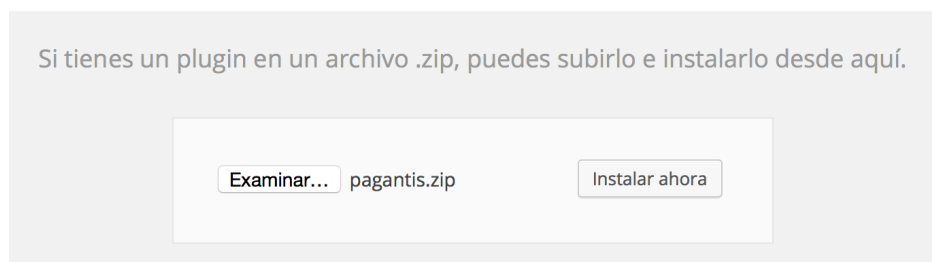 Si tienes un plugin en un archivo .zip, puedes subirlo e instalarlo desde aquí.
Examinar... pagantis.zip Instalar ahora